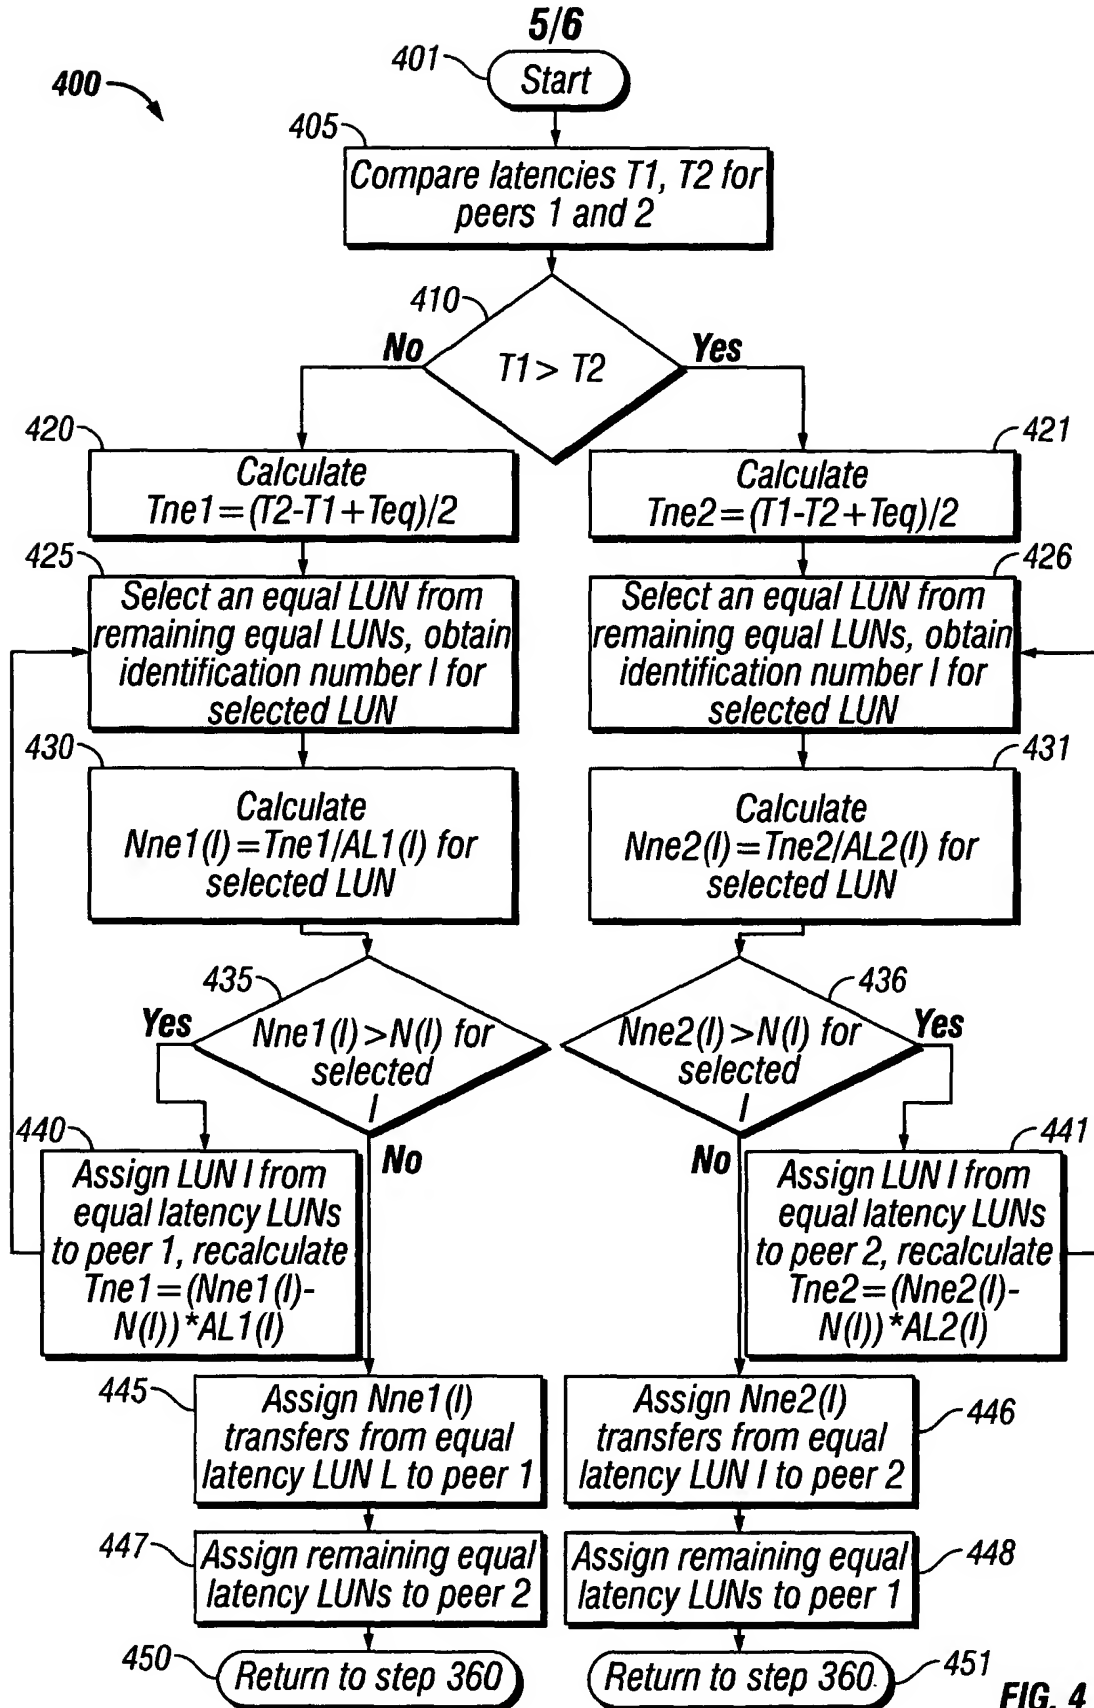 5/6
401
Start
400
405
Compare latencies T1, T2 for
peers 1 and 2
410
No
T1 > T2
Yes
420
Calculate
Tne1=(T2-T1+Teq)/2
421
Calculate
Tne2=(T1-T2+Teq)/2
425
Select an equal LUN from
remaining equal LUNs, obtain
identification number I for
selected LUN
426
Select an equal LUN from
remaining equal LUNs, obtain
identification number I for
selected LUN
430
Calculate
Nne1(I)=Tne1/AL1(I) for
selected LUN
431
Calculate
Nne2(I)=Tne2/AL2(I) for
selected LUN
435
Yes
Nne1(I)>N(I) for
selected
I
No
436
Nne2(I)>N(I) for
selected
I
Yes
No
440
Assign LUN I from
equal latency LUNs
to peer 1, recalculate
Tne1=(Nne1(I)-
N(I))*AL1(I)
441
Assign LUN I from
equal latency LUNs
to peer 2, recalculate
Tne2=(Nne2(I)-
N(I))*AL2(I)
445
Assign Nne1(I)
transfers from equal
latency LUN L to peer 1
446
Assign Nne2(I)
transfers from equal
latency LUN I to peer 2
447
Assign remaining equal
latency LUNs to peer 2
448
Assign remaining equal
latency LUNs to peer 1
450
Return to step 360
451
Return to step 360.
FIG. 4